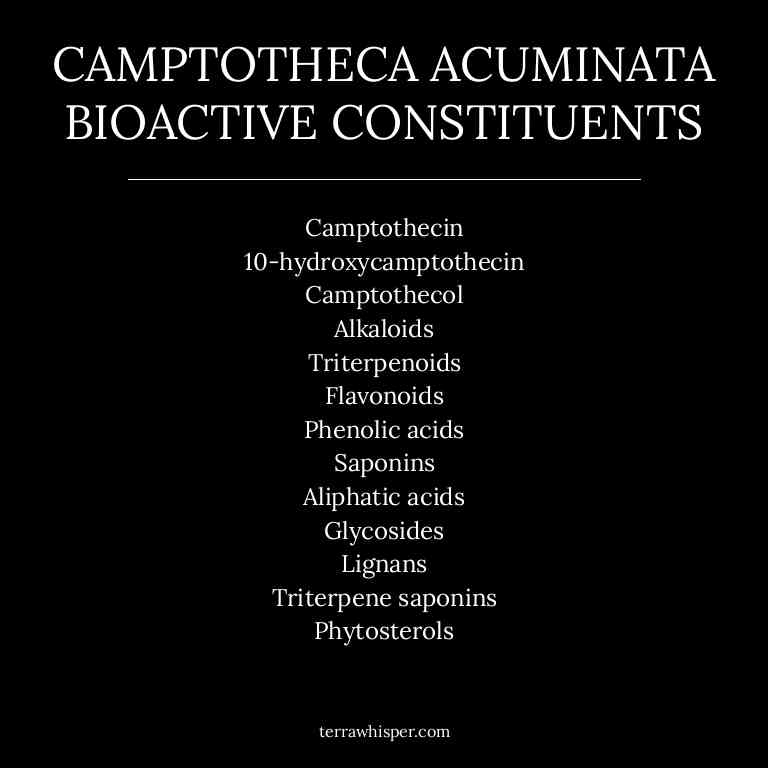 CAMPTOTHECA ACUMINATA
BIOACTIVE CONSTITUENTS
Camptothecin
10-hydroxycamptothecin
Camptothecol
Alkaloids
Triterpenoids
Flavonoids
Phenolic acids
Saponins
Aliphatic acids
Glycosides
Lignans
Triterpene saponins
Phytosterols
terrawhisper.com